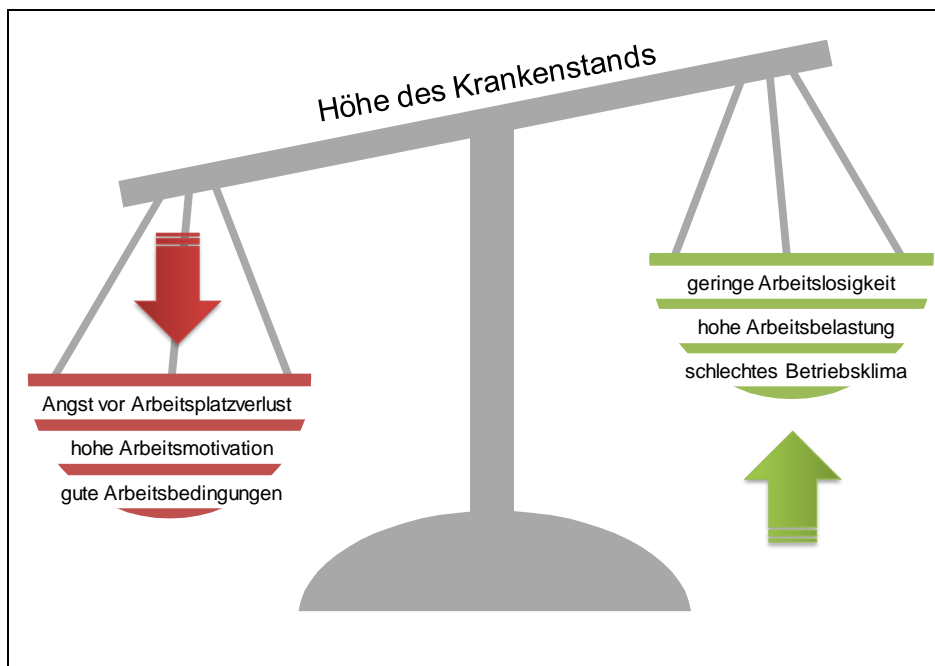 Höhe des Krankenstands
Angst vor Arbeitsplatzverlust
hohe Arbeitsmotivation
gute Arbeitsbedingungen
geringe Arbeitslosigkeit
hohe Arbeitsbelastung
schlechtes Betriebsklima